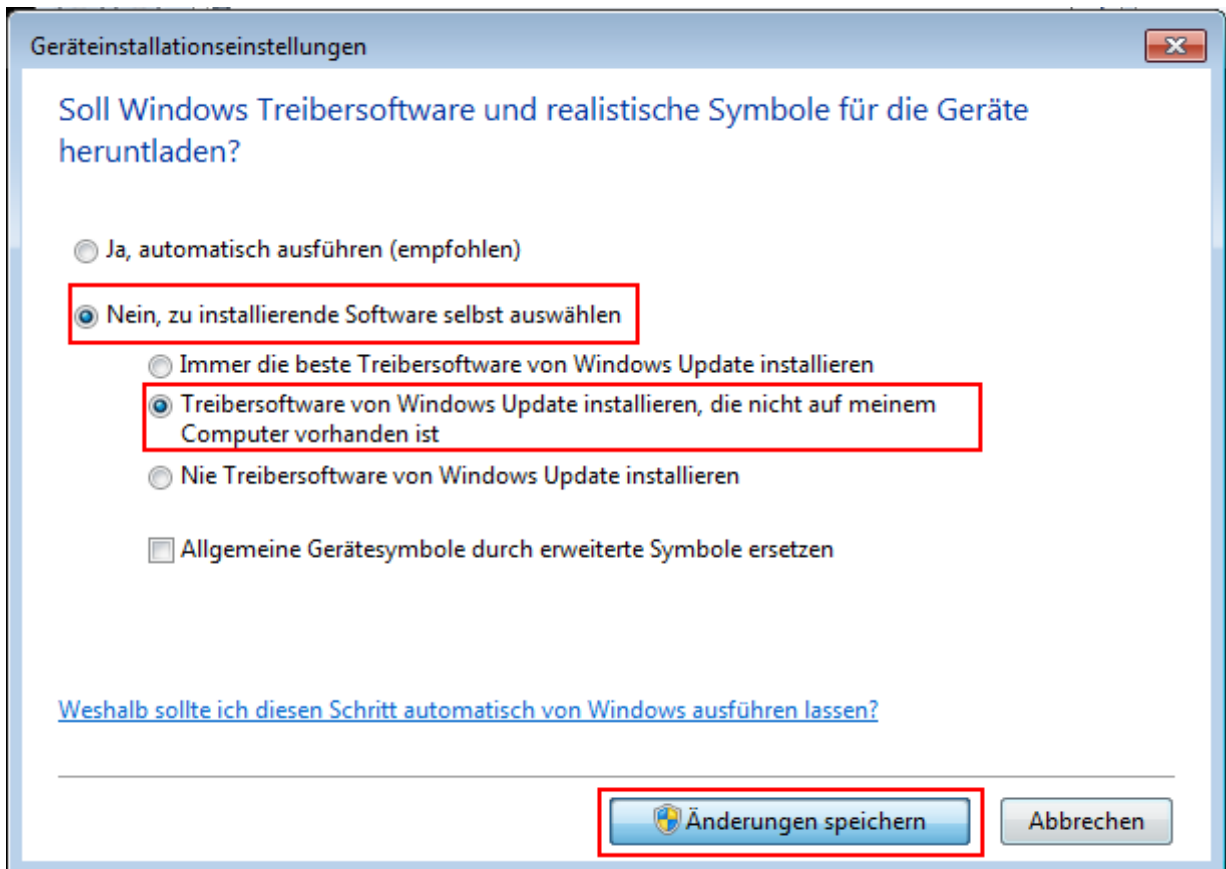 Geräteinstallationseinstellungen
Soll Windows Treibersoftware und realistische Symbole für die Geräte
heruntladen?
Ja, automatisch ausführen (empfohlen)
Nein, zu installierende Software selbst auswählen
Immer die beste Treibersoftware von Windows Update installieren
Treibersoftware von Windows Update installieren, die nicht auf meinem
Computer vorhanden ist
Nie Treibersoftware von Windows Update installieren
Allgemeine Gerätesymbole durch erweiterte Symbole ersetzen
Weshalb sollte ich diesen Schritt automatisch von Windows ausführen lassen?
Änderungen speichern
Abbrechen